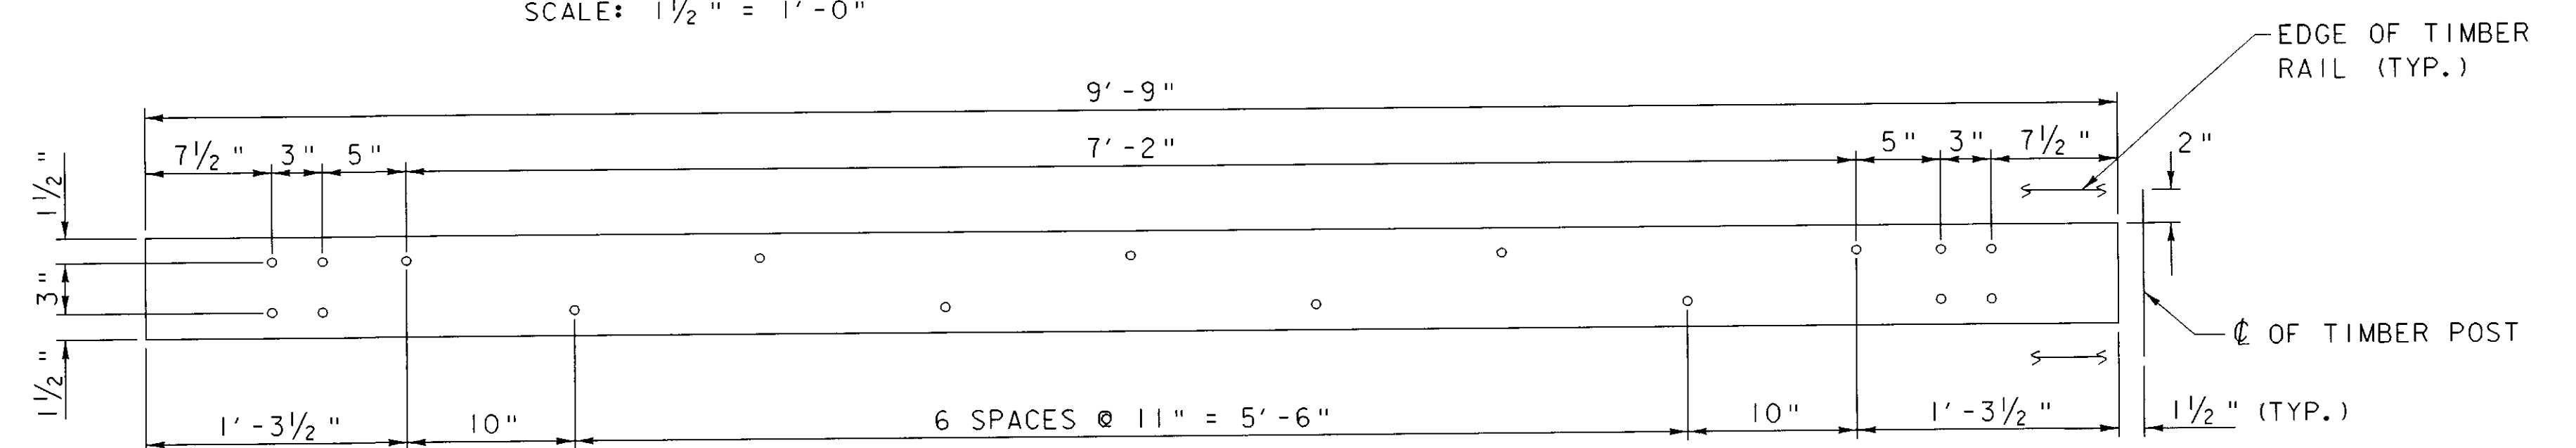 SCALE: 1½" = 1'-0"
EDGE OF TIMBER
RAIL (TYP.)
9'-9"
7½" 3" 5" 7'-2" 5" 3" 7½" 2"
1½"
3"
1½"
℄ OF TIMBER POST
1'-3½" 10" 6 SPACES @ 11" = 5'-6" 10" 1'-3½" 1½" (TYP.)